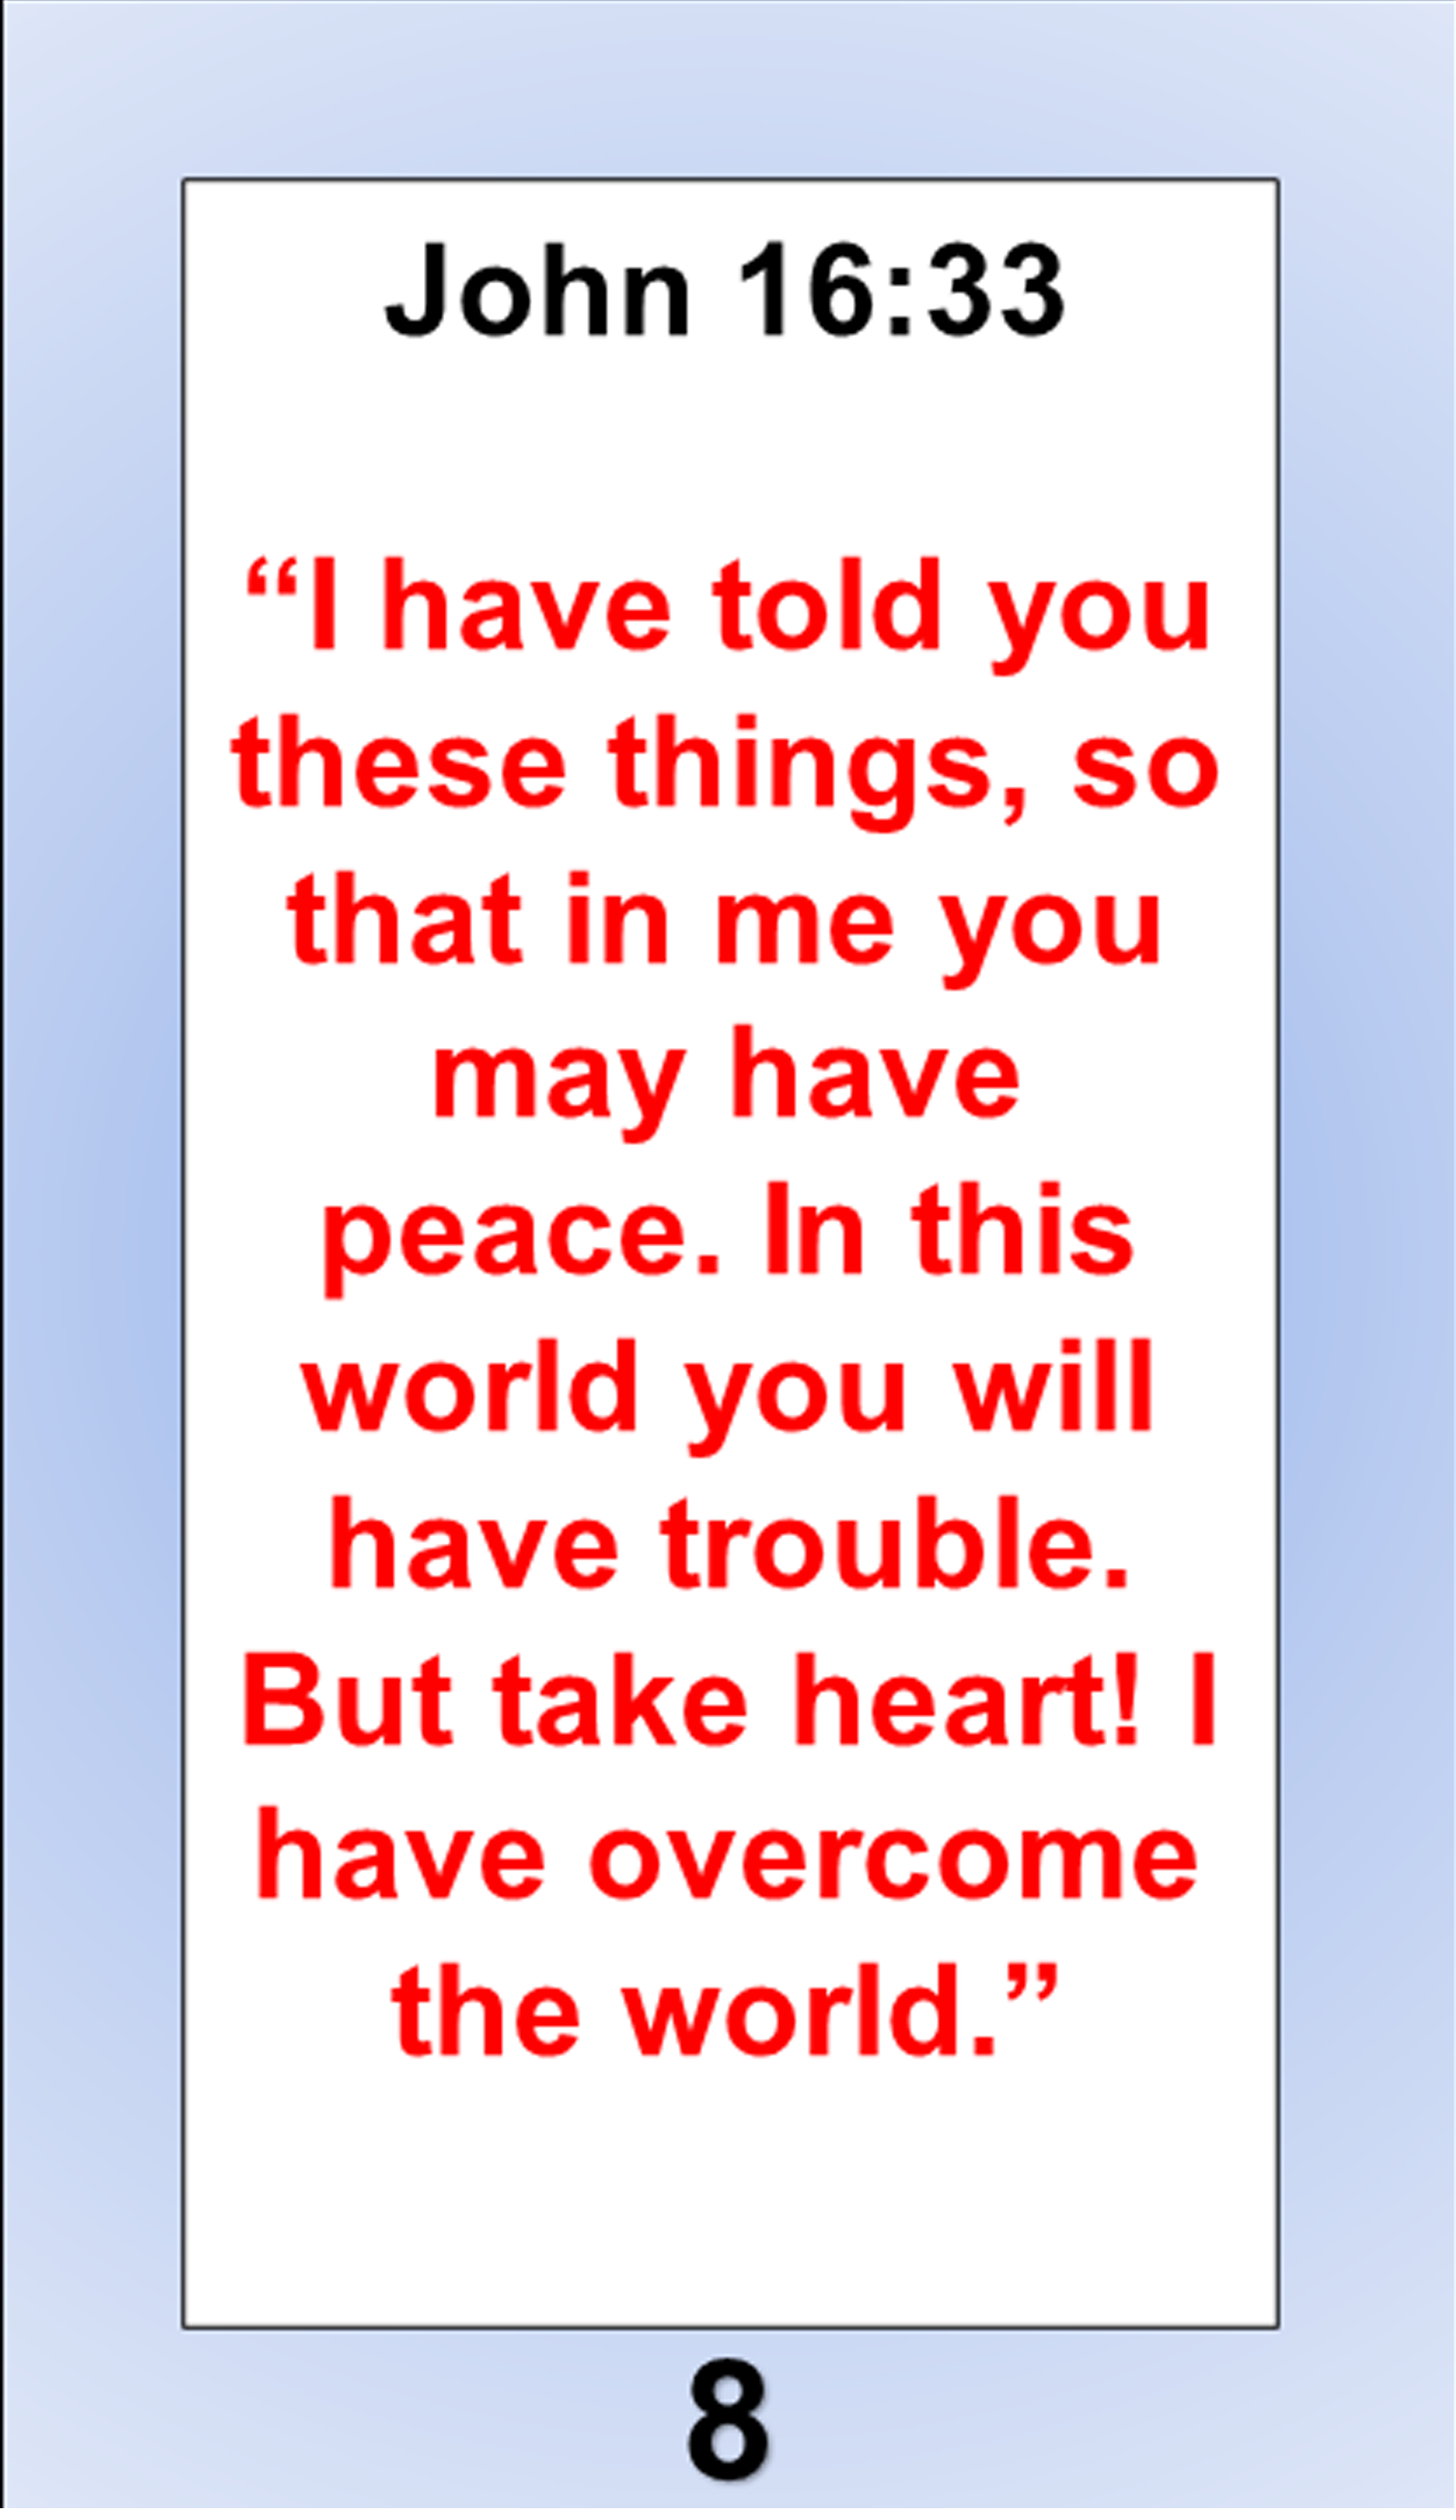 John 16:33
“I have told you
these things, so
that in me you
may have
peace. In this
world you will
have trouble.
But take heart! I
have overcome
the world.”
8